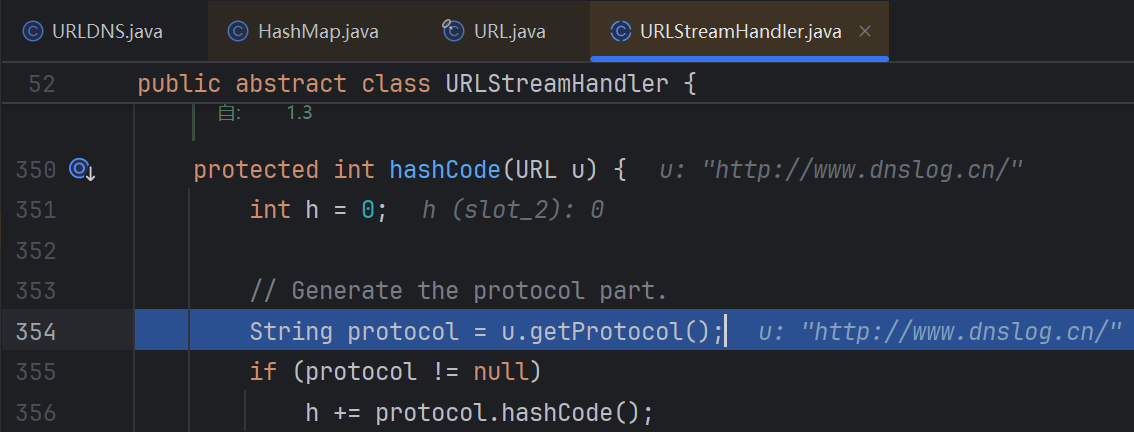 URLDNS.java HashMap.java URL.java URLStreamHandler.java
52 public abstract class URLStreamHandler {
自: 1.3
350 protected int hashCode(URL u) { u: "http://www.dnslog.cn/"
351 int h = 0; h (slot_2): 0
352
353 // Generate the protocol part.
354 String protocol = u.getProtocol(); u: "http://www.dnslog.cn/"
355 if (protocol != null)
356 h += protocol.hashCode();